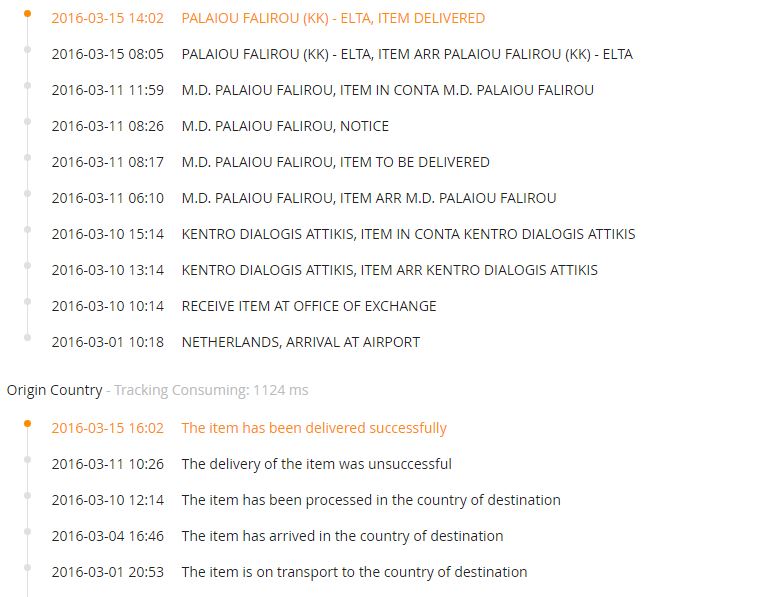 2016-03-15 14:02 PALAIOU FALIROU (KK) - ELTA, ITEM DELIVERED
2016-03-15 08:05 PALAIOU FALIROU (KK) - ELTA, ITEM ARR PALAIOU FALIROU (KK) - ELTA
2016-03-11 11:59 M.D. PALAIOU FALIROU, ITEM IN CONTA M.D. PALAIOU FALIROU
2016-03-11 08:26 M.D. PALAIOU FALIROU, NOTICE
2016-03-11 08:17 M.D. PALAIOU FALIROU, ITEM TO BE DELIVERED
2016-03-11 06:10 M.D. PALAIOU FALIROU, ITEM ARR M.D. PALAIOU FALIROU
2016-03-10 15:14 KENTRO DIALOGIS ATTIKIS, ITEM IN CONTA KENTRO DIALOGIS ATTIKIS
2016-03-10 13:14 KENTRO DIALOGIS ATTIKIS, ITEM ARR KENTRO DIALOGIS ATTIKIS
2016-03-10 10:14 RECEIVE ITEM AT OFFICE OF EXCHANGE
2016-03-01 10:18 NETHERLANDS, ARRIVAL AT AIRPORT
Origin Country - Tracking Consuming: 1124 ms
2016-03-15 16:02 The item has been delivered successfully
2016-03-11 10:26 The delivery of the item was unsuccessful
2016-03-10 12:14 The item has been processed in the country of destination
2016-03-04 16:46 The item has arrived in the country of destination
2016-03-01 20:53 The item is on transport to the country of destination